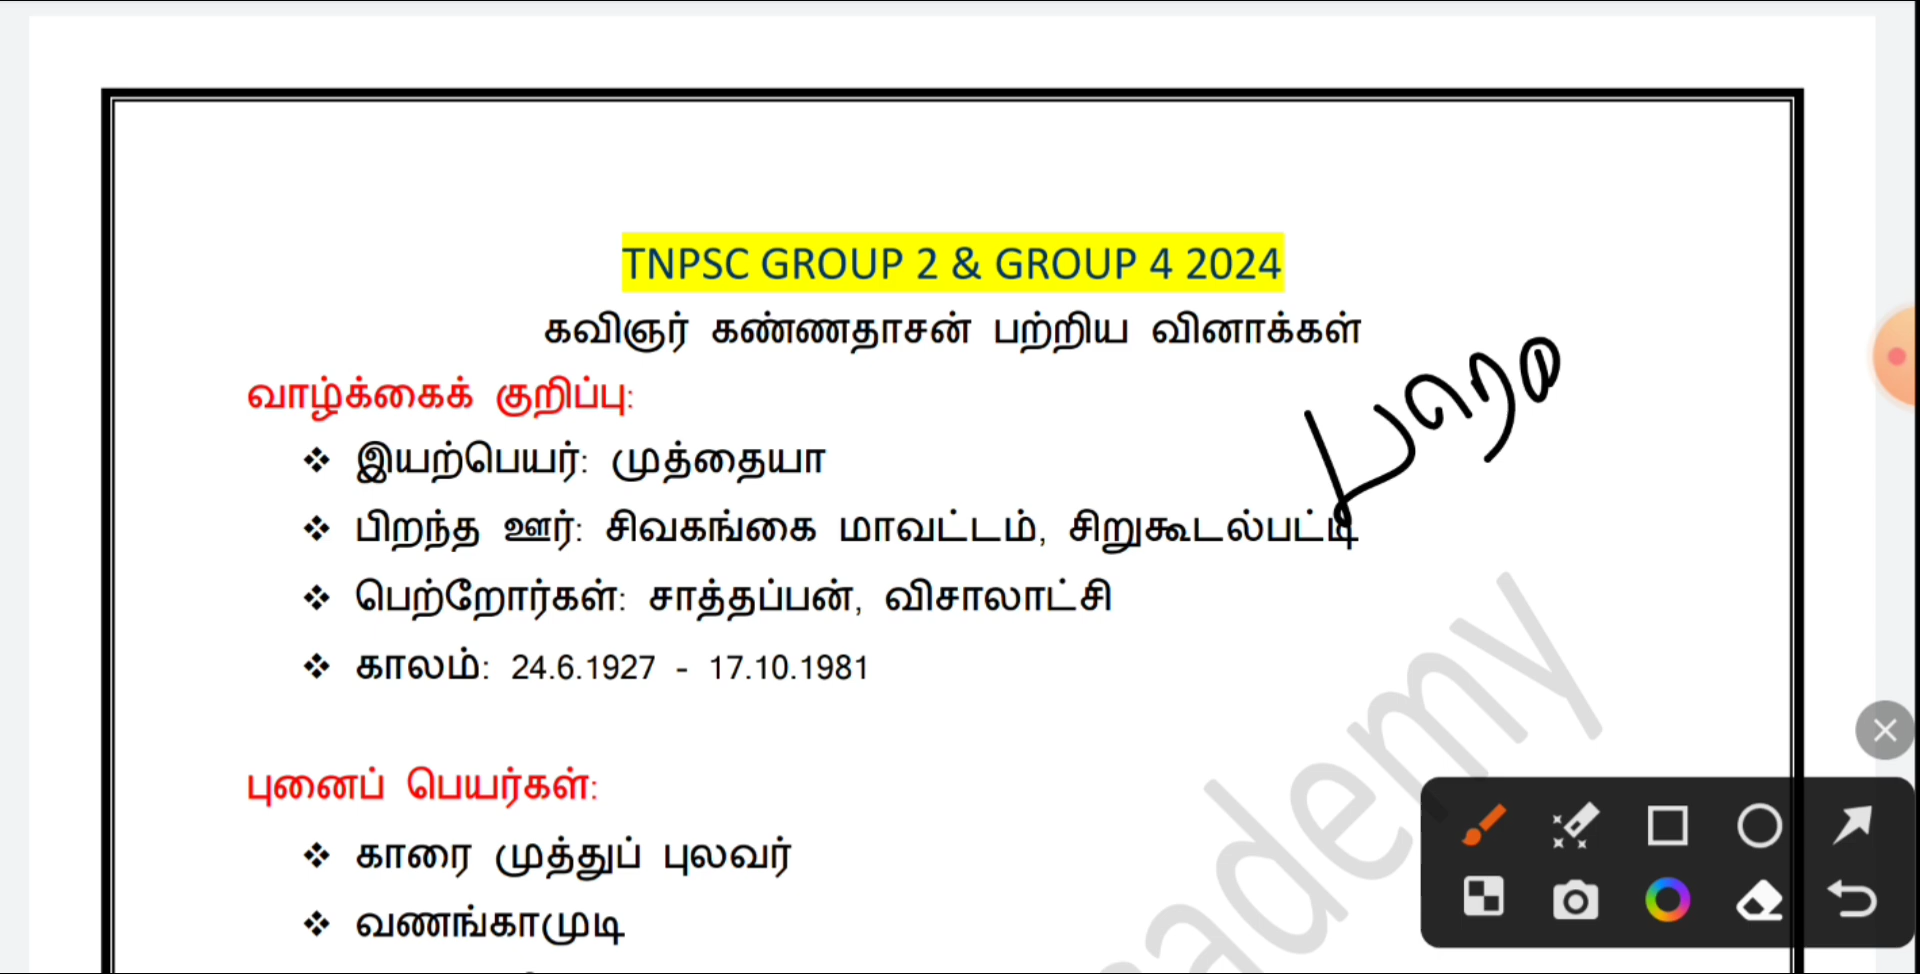 TNPSC GROUP 2 & GROUP 4 2024
கவிஞர் கண்ணதாசன் பற்றிய வினாக்கள்
வாழ்க்கைக் குறிப்பு:
❖ இயற்பெயர்: முத்தையா
❖ பிறந்த ஊர்: சிவகங்கை மாவட்டம், சிறுகூடல்பட்டி
❖ பெற்றோர்கள்: சாத்தப்பன், விசாலாட்சி
❖ காலம்: 24.6.1927 - 17.10.1981
புனைப் பெயர்கள்:
❖ காரை முத்துப் புலவர்
❖ வணங்காமுடி